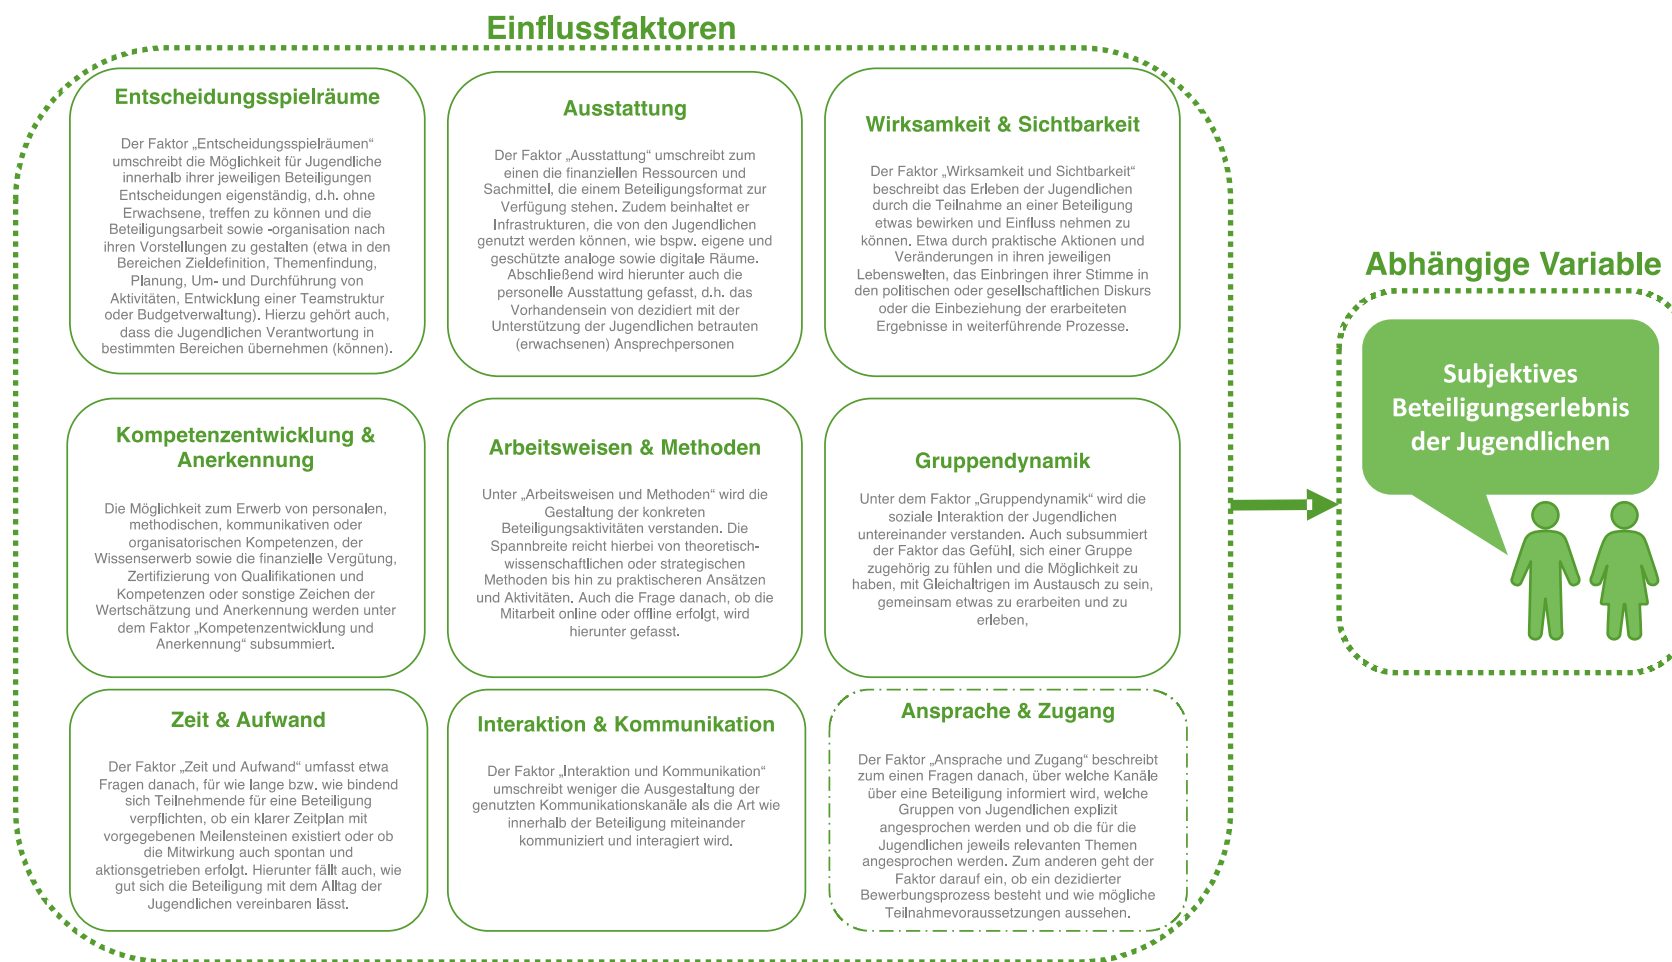 Einflussfaktoren
Entscheidungsspielräume
Der Faktor „Entscheidungsspielräumen“
umschreibt die Möglichkeit für Jugendliche
innerhalb ihrer jeweiligen Beteiligungen
Entscheidungen eigenständig, d.h. ohne
Erwachsene, treffen zu können und die
Beteiligungsarbeit sowie -organisation nach
ihren Vorstellungen zu gestalten (etwa in den
Bereichen Zieldefinition, Themenfindung,
Planung, Um- und Durchführung von
Aktivitäten, Entwicklung einer Teamstruktur
oder Budgetverwaltung). Hierzu gehört auch,
dass die Jugendlichen Verantwortung in
bestimmten Bereichen übernehmen (können).
Ausstattung
Der Faktor „Ausstattung“ umschreibt zum
einen die finanziellen Ressourcen und
Sachmittel, die einem Beteiligungsformat zur
Verfügung stehen. Zudem beinhaltet er
Infrastrukturen, die von den Jugendlichen
genutzt werden können, wie bspw. eigene und
geschützte analoge sowie digitale Räume.
Abschließend wird hierunter auch die
personelle Ausstattung gefasst, d.h. das
Vorhandensein von dezidiert mit der
Unterstützung der Jugendlichen betrauten
(erwachsenen) Ansprechpersonen
Wirksamkeit & Sichtbarkeit
Der Faktor „Wirksamkeit und Sichtbarkeit“
beschreibt das Erleben der Jugendlichen
durch die Teilnahme an einer Beteiligung
etwas bewirken und Einfluss nehmen zu
können. Etwa durch praktische Aktionen und
Veränderungen in ihren jeweiligen
Lebenswelten, das Einbringen ihrer Stimme in
den politischen oder gesellschaftlichen Diskurs
oder die Einbeziehung der erarbeiteten
Ergebnisse in weiterführende Prozesse.
Kompetenzentwicklung &
Anerkennung
Die Möglichkeit zum Erwerb von personalen,
methodischen, kommunikativen oder
organisatorischen Kompetenzen, der
Wissenserwerb sowie die finanzielle Vergütung,
Zertifizierung von Qualifikationen und
Kompetenzen oder sonstige Zeichen der
Wertschätzung und Anerkennung werden unter
dem Faktor „Kompetenzentwicklung und
Anerkennung“ subsummiert.
Arbeitsweisen & Methoden
Unter „Arbeitsweisen und Methoden“ wird die
Gestaltung der konkreten
Beteiligungsaktivitäten verstanden. Die
Spannbreite reicht hierbei von theoretisch-
wissenschaftlichen oder strategischen
Methoden bis hin zu praktischeren Ansätzen
und Aktivitäten. Auch die Frage danach, ob die
Mitarbeit online oder offline erfolgt, wird
hierunter gefasst.
Gruppendynamik
Unter dem Faktor „Gruppendynamik“ wird die
soziale Interaktion der Jugendlichen
untereinander verstanden. Auch subsummiert
der Faktor das Gefühl, sich einer Gruppe
zugehörig zu fühlen und die Möglichkeit zu
haben, mit Gleichaltrigen im Austausch zu sein,
gemeinsam etwas zu erarbeiten und zu
erleben,
Zeit & Aufwand
Der Faktor „Zeit und Aufwand“ umfasst etwa
Fragen danach, für wie lange bzw. wie bindend
sich Teilnehmende für eine Beteiligung
verpflichten, ob ein klarer Zeitplan mit
vorgegebenen Meilensteinen existiert oder ob
die Mitwirkung auch spontan und
aktionsgetrieben erfolgt. Hierunter fällt auch, wie
gut sich die Beteiligung mit dem Alltag der
Jugendlichen vereinbaren lässt.
Interaktion & Kommunikation
Der Faktor „Interaktion und Kommunikation“
umschreibt weniger die Ausgestaltung der
genutzten Kommunikationskanäle als die Art wie
innerhalb der Beteiligung miteinander
kommuniziert und interagiert wird.
Ansprache & Zugang
Der Faktor „Ansprache und Zugang“ beschreibt
zum einen Fragen danach, über welche Kanäle
über eine Beteiligung informiert wird, welche
Gruppen von Jugendlichen explizit
angesprochen werden und ob die für die
Jugendlichen jeweils relevanten Themen
angesprochen werden. Zum anderen geht der
Faktor darauf ein, ob ein dezidierter
Bewerbungsprozess besteht und wie mögliche
Teilnahmevoraussetzungen aussehen.
Abhängige Variable
Subjektives
Beteiligungserlebnis
der Jugendlichen